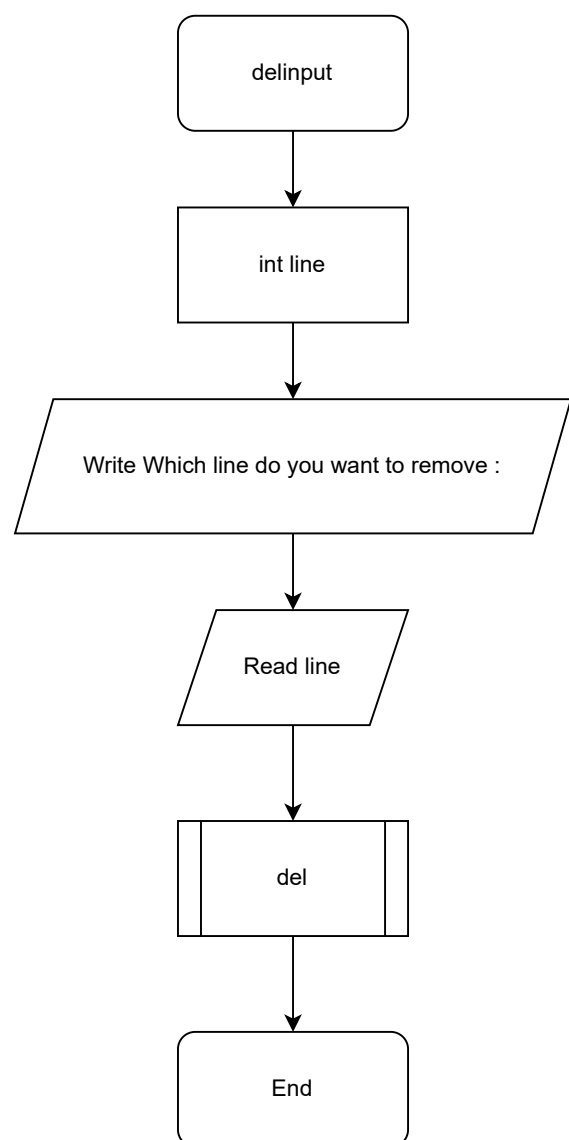 delinput
int line
Write Which line do you want to remove :
Read line
del
End